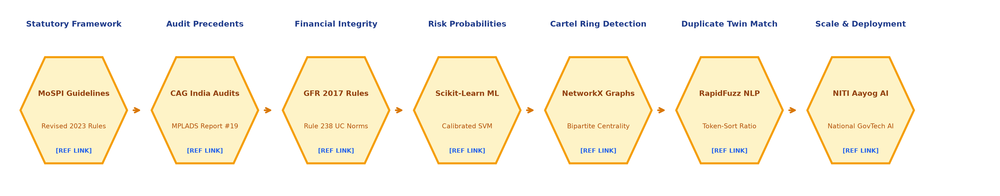 Statutory Framework
Audit Precedents
Financial Integrity
Risk Probabilities
Cartel Ring Detection
Duplicate Twin Match
Scale & Deployment
MoSPI Guidelines
Revised 2023 Rules
[REF LINK]
CAG India Audits
MPLADS Report #19
[REF LINK]
GFR 2017 Rules
Rule 238 UC Norms
[REF LINK]
Scikit-Learn ML
Calibrated SVM
[REF LINK]
NetworkX Graphs
Bipartite Centrality
[REF LINK]
RapidFuzz NLP
Token-Sort Ratio
[REF LINK]
NITI Aayog AI
National GovTech AI
[REF LINK]